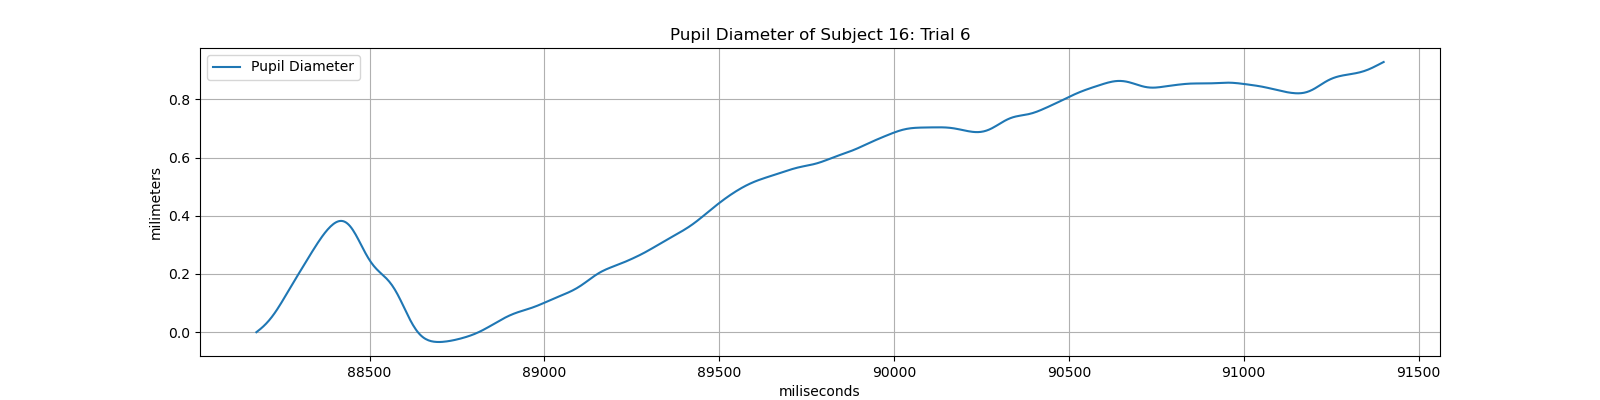 Pupil Diameter of Subject 16: Trial 6
Pupil Diameter
milimeters
0.8
0.6
0.4
0.2
0.0
88500 89000 89500 90000 90500 91000 91500
miliseconds